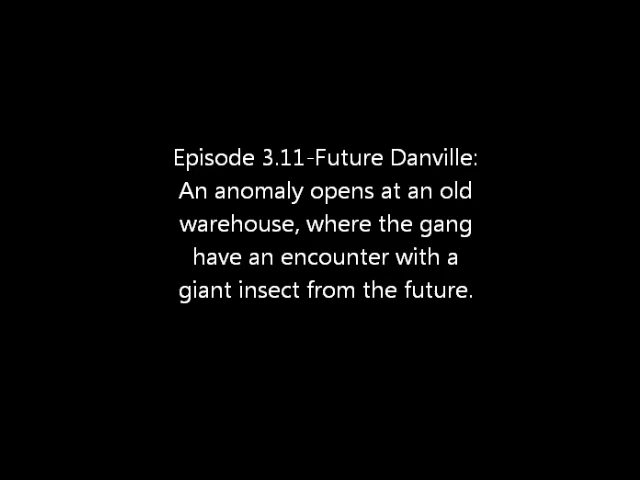 Episode 3.11-Future Danville:
An anomaly opens at an old
warehouse, where the gang
have an encounter with a
giant insect from the future.